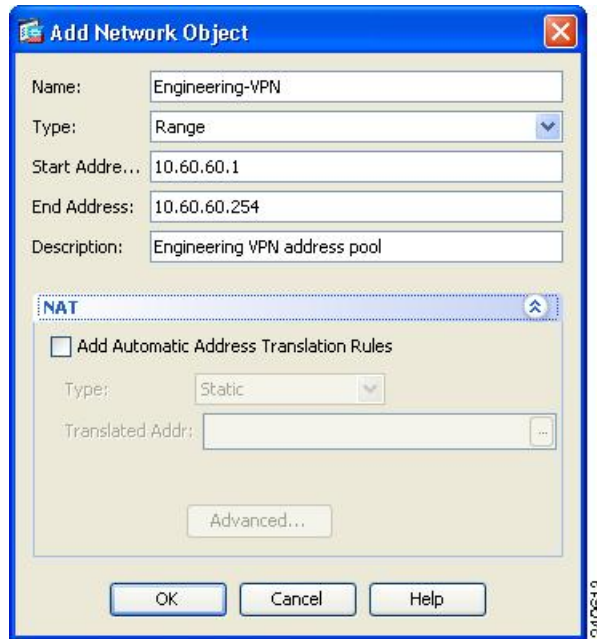 Add Network Object
Name: Engineering-VPN
Type: Range
Start Addre... 10.60.60.1
End Address: 10.60.60.254
Description: Engineering VPN address pool
NAT
Add Automatic Address Translation Rules
Type: Static
Translated Addr: ...
Advanced...
OK Cancel Help